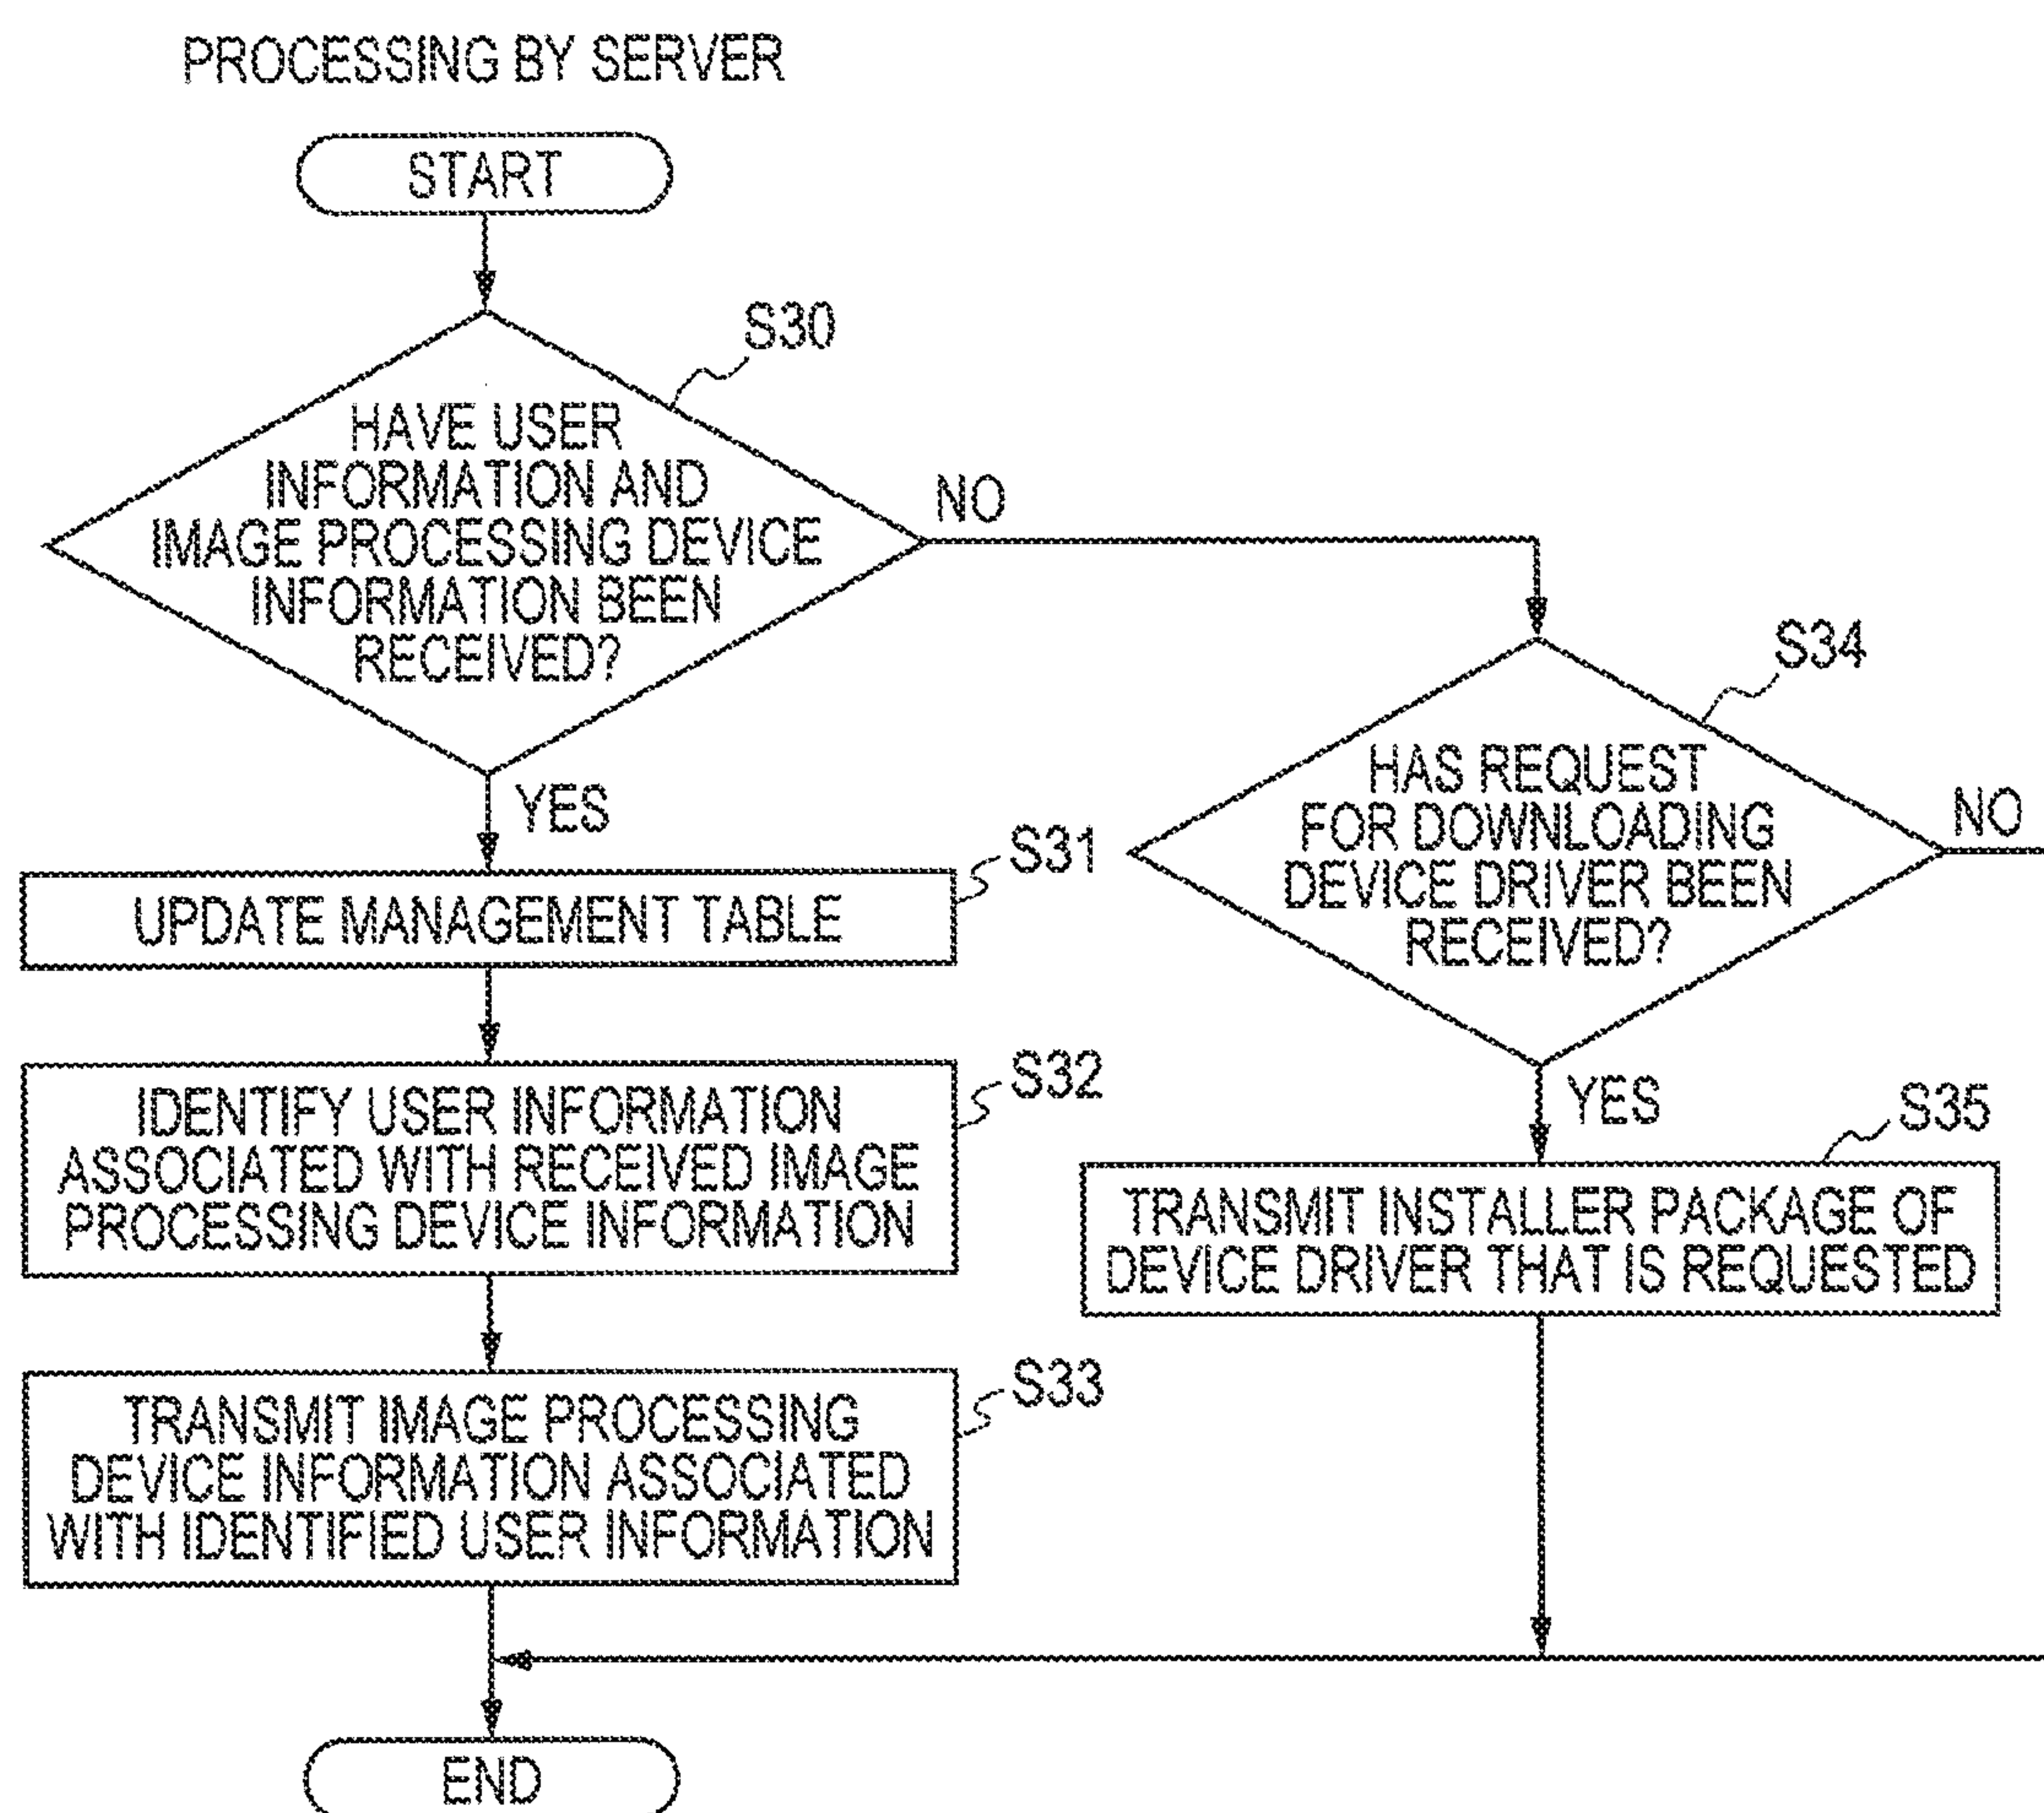 PROCESSING BY SERVER
START
S30
HAVE USER
INFORMATION AND
IMAGE PROCESSING DEVICE
INFORMATION BEEN
RECEIVED?
NO
YES
S31
UPDATE MANAGEMENT TABLE
S32
IDENTIFY USER INFORMATION
ASSOCIATED WITH RECEIVED IMAGE
PROCESSING DEVICE INFORMATION
S33
TRANSMIT IMAGE PROCESSING
DEVICE INFORMATION ASSOCIATED
WITH IDENTIFIED USER INFORMATION
S34
HAS REQUEST
FOR DOWNLOADING
DEVICE DRIVER BEEN
RECEIVED?
NO
YES
S35
TRANSMIT INSTALLER PACKAGE OF
DEVICE DRIVER THAT IS REQUESTED
END